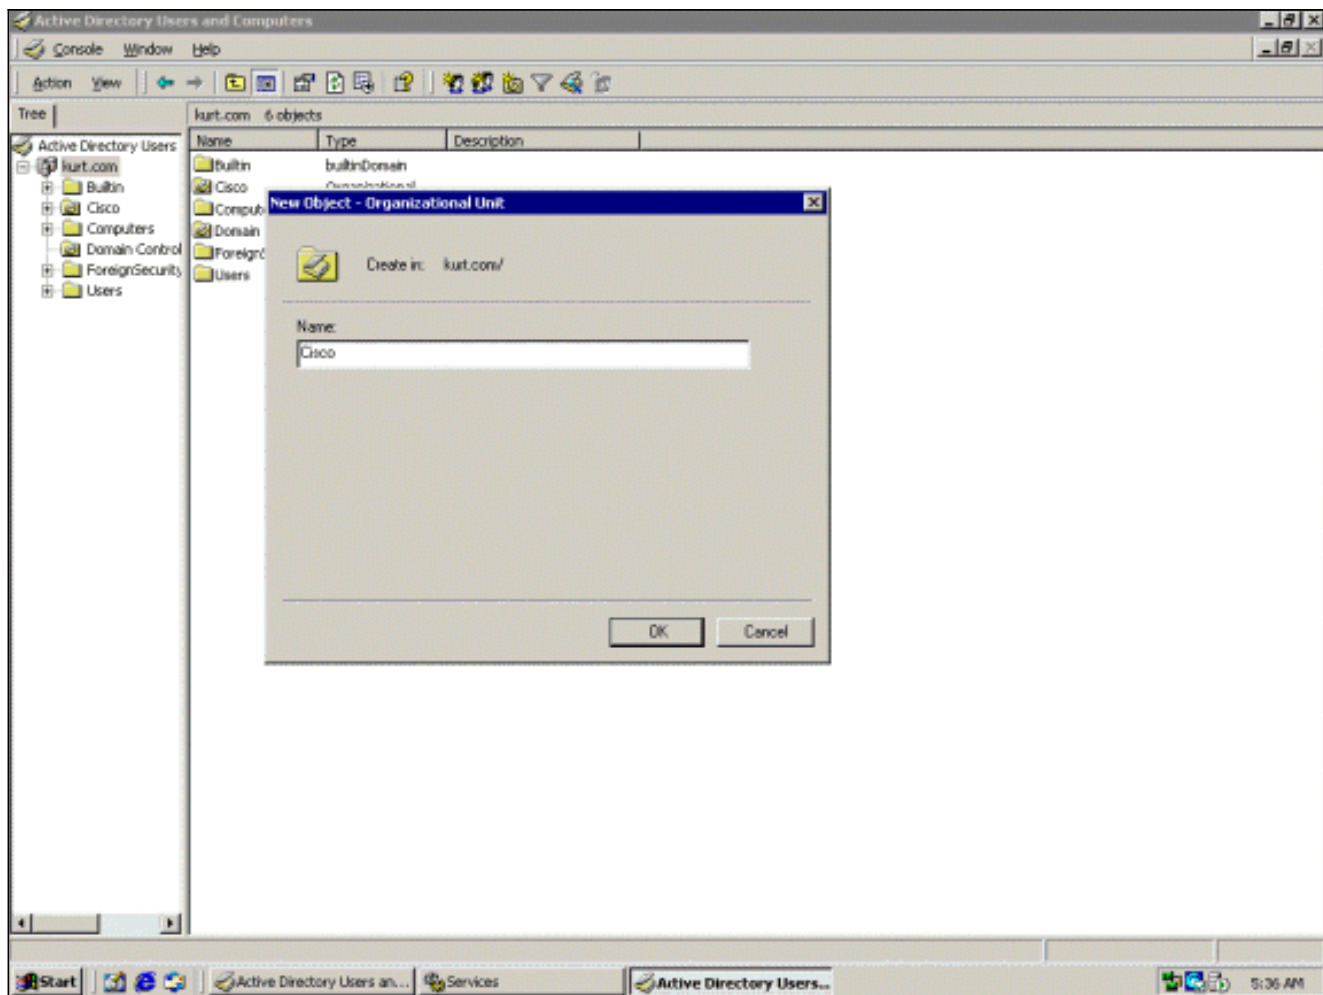 Active Directory Users and Computers
Console Window Help
Action View
Tree
kurt.com 6 objects
Name Type Description
Active Directory Users
kurt.com
Builtin
Cisco
Computers
Domain Control
ForeignSecurity
Users
Builtin builtinDomain
Cisco Organizational
Comput
Domain
ForeignS
Users
New Object - Organizational Unit
Create in: kurt.com/
Name:
Cisco
OK Cancel
Start Active Directory Users an... Services Active Directory Users... 5:36 AM